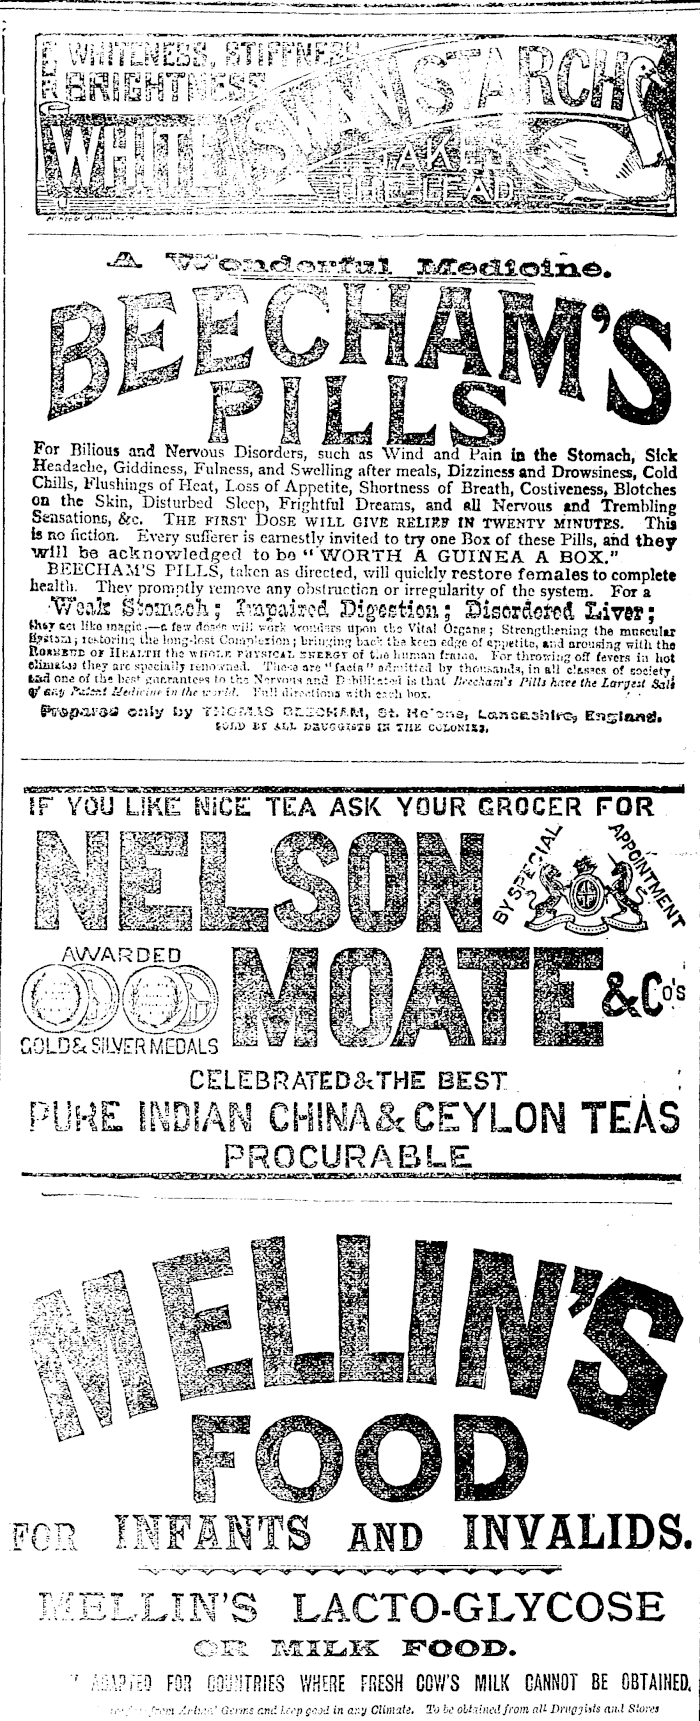 FOR WHITENESS, STIFFNESS
& BRIGHTNESS
WHITE SWAN STARCH
TAKES
THE LEAD
A Wonderful Medicine.
BEECHAM'S
PILLS
For Bilious and Nervous Disorders, such as Wind and Pain in the Stomach, Sick
Headache, Giddiness, Fulness, and Swelling after meals, Dizziness and Drowsiness, Cold
Chills, Flushings of Heat, Loss of Appetite, Shortness of Breath, Costiveness, Blotches
on the Skin, Disturbed Sleep, Frightful Dreams, and all Nervous and Trembling
Sensations, &c. THE FIRST DOSE WILL GIVE RELIEF IN TWENTY MINUTES. This
is no fiction. Every sufferer is earnestly invited to try one Box of these Pills, and they
will be acknowledged to be "WORTH A GUINEA A BOX."
BEECHAM'S PILLS, taken as directed, will quickly restore females to complete
health. They promptly remove any obstruction or irregularity of the system. For a
Weak Stomach; Impaired Digestion; Disordered Liver;
they act like magic.—a few doses will work wonders upon the Vital Organs; Strengthening the muscular
System; restoring the long-lost Complexion; bringing back the keen edge of appetite, and arousing with the
ROSEBUD OF HEALTH the WHOLE PHYSICAL ENERGY of the human frame. For throwing off fevers in hot
climates they are specially renowned. These are "facts" admitted by thousands, in all classes of society
and one of the best guarantees to the Nervous and Debilitated is that Beecham's Pills have the Largest Sale
of any Patent Medicine in the world. Full directions with each box.
Prepared only by THOMAS BEECHAM, St. Helens, Lancashire, England.
SOLD BY ALL DRUGGISTS IN THE COLONIES.
IF YOU LIKE NICE TEA ASK YOUR GROCER FOR
NELSON
BY SPECIAL APPOINTMENT
AWARDED
MOATE & Co's
GOLD & SILVER MEDALS
CELEBRATED & THE BEST
PURE INDIAN CHINA & CEYLON TEAS
PROCURABLE
MELLIN'S
FOOD
FOR INFANTS AND INVALIDS.
MELLIN'S LACTO-GLYCOSE
OR MILK FOOD.
ADAPTED FOR COUNTRIES WHERE FRESH COW'S MILK CANNOT BE OBTAINED.
from Germs and keep good in any Climate. To be obtained from all Druggists and Stores